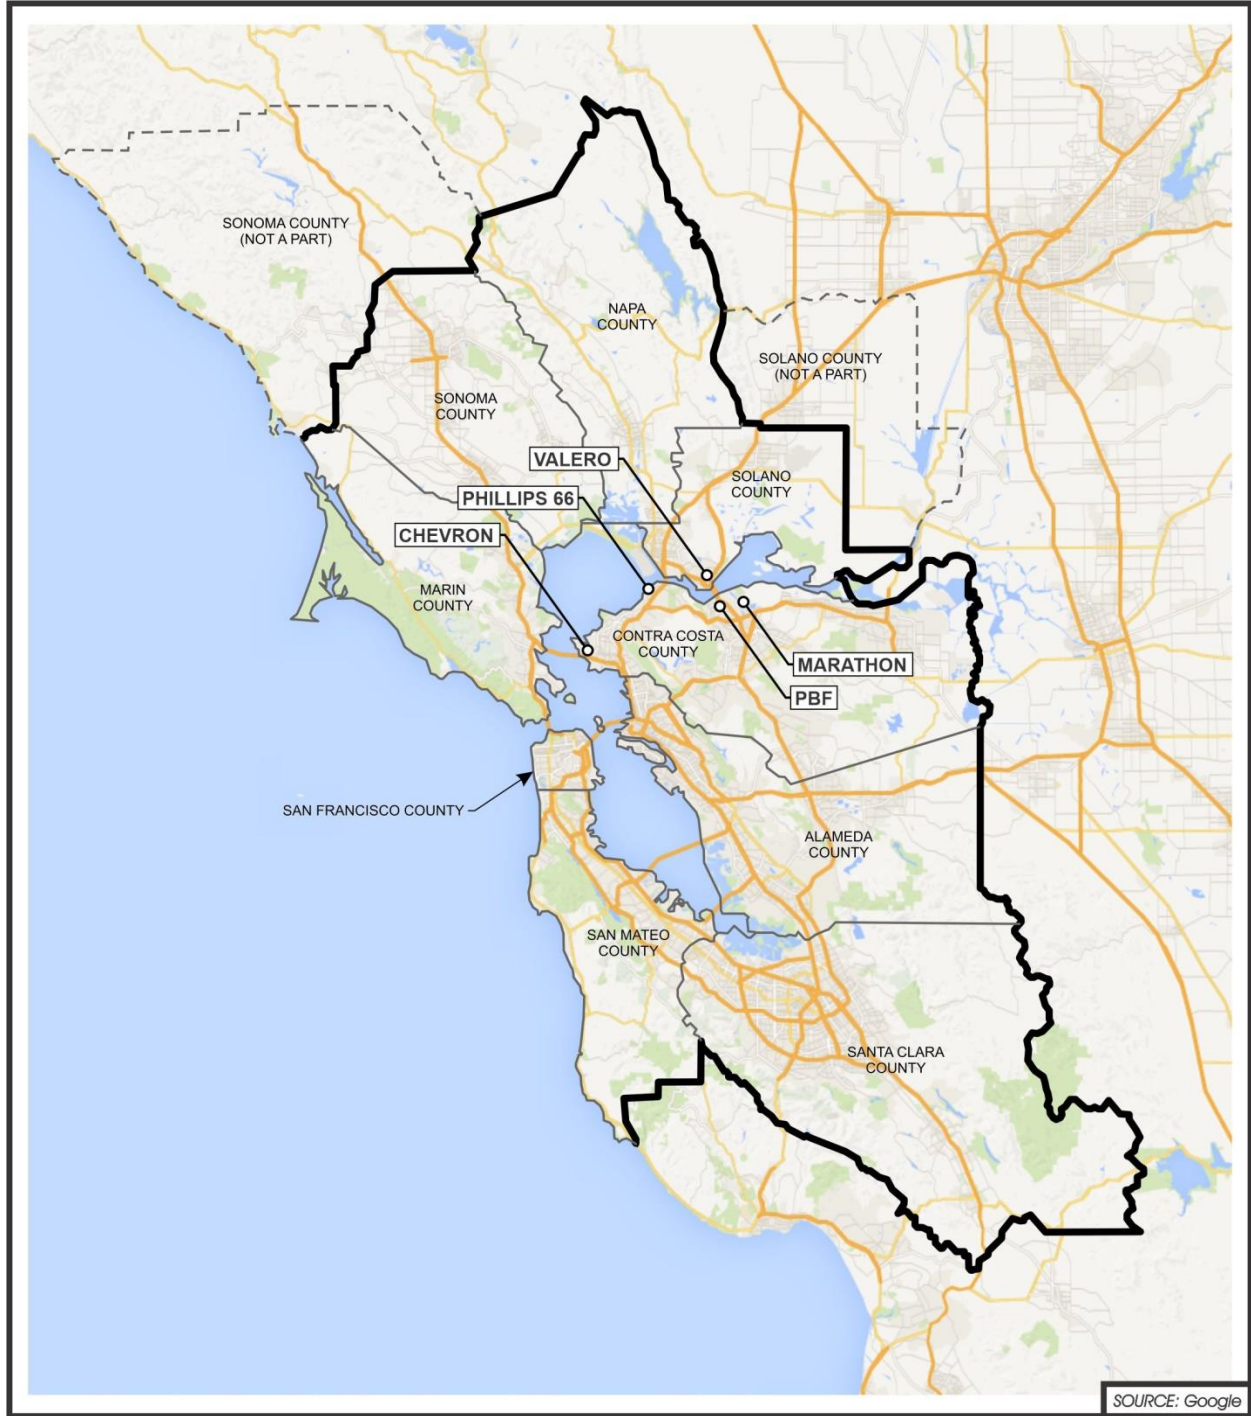 SONOMA COUNTY
(NOT A PART)
NAPA
COUNTY
SOLANO COUNTY
(NOT A PART)
SONOMA
COUNTY
VALERO
SOLANO
COUNTY
PHILLIPS 66
CHEVRON
MARIN
COUNTY
CONTRA COSTA
COUNTY
MARATHON
PBF
SAN FRANCISCO COUNTY
ALAMEDA
COUNTY
SAN MATEO
COUNTY
SANTA CLARA
COUNTY
SOURCE: Google